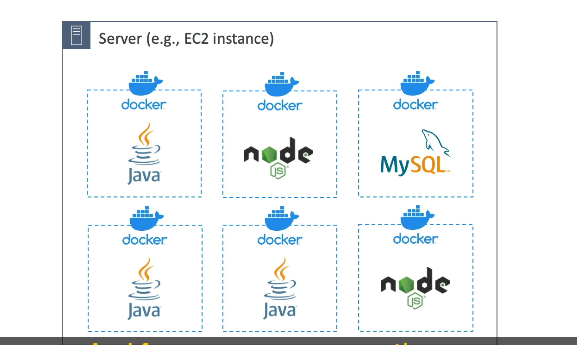 Server (e.g., EC2 instance)
docker docker docker
Java node JS MySQL
docker docker docker
Java Java node JS